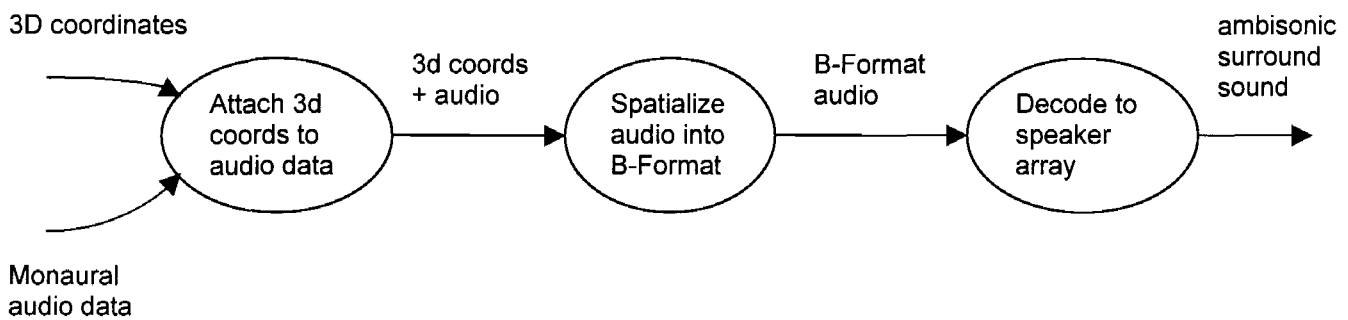 3D coordinates
Monaural
audio data
Attach 3d
coords to
audio data
3d coords
+ audio
Spatialize
audio into
B-Format
B-Format
audio
Decode to
speaker
array
ambisonic
surround
sound